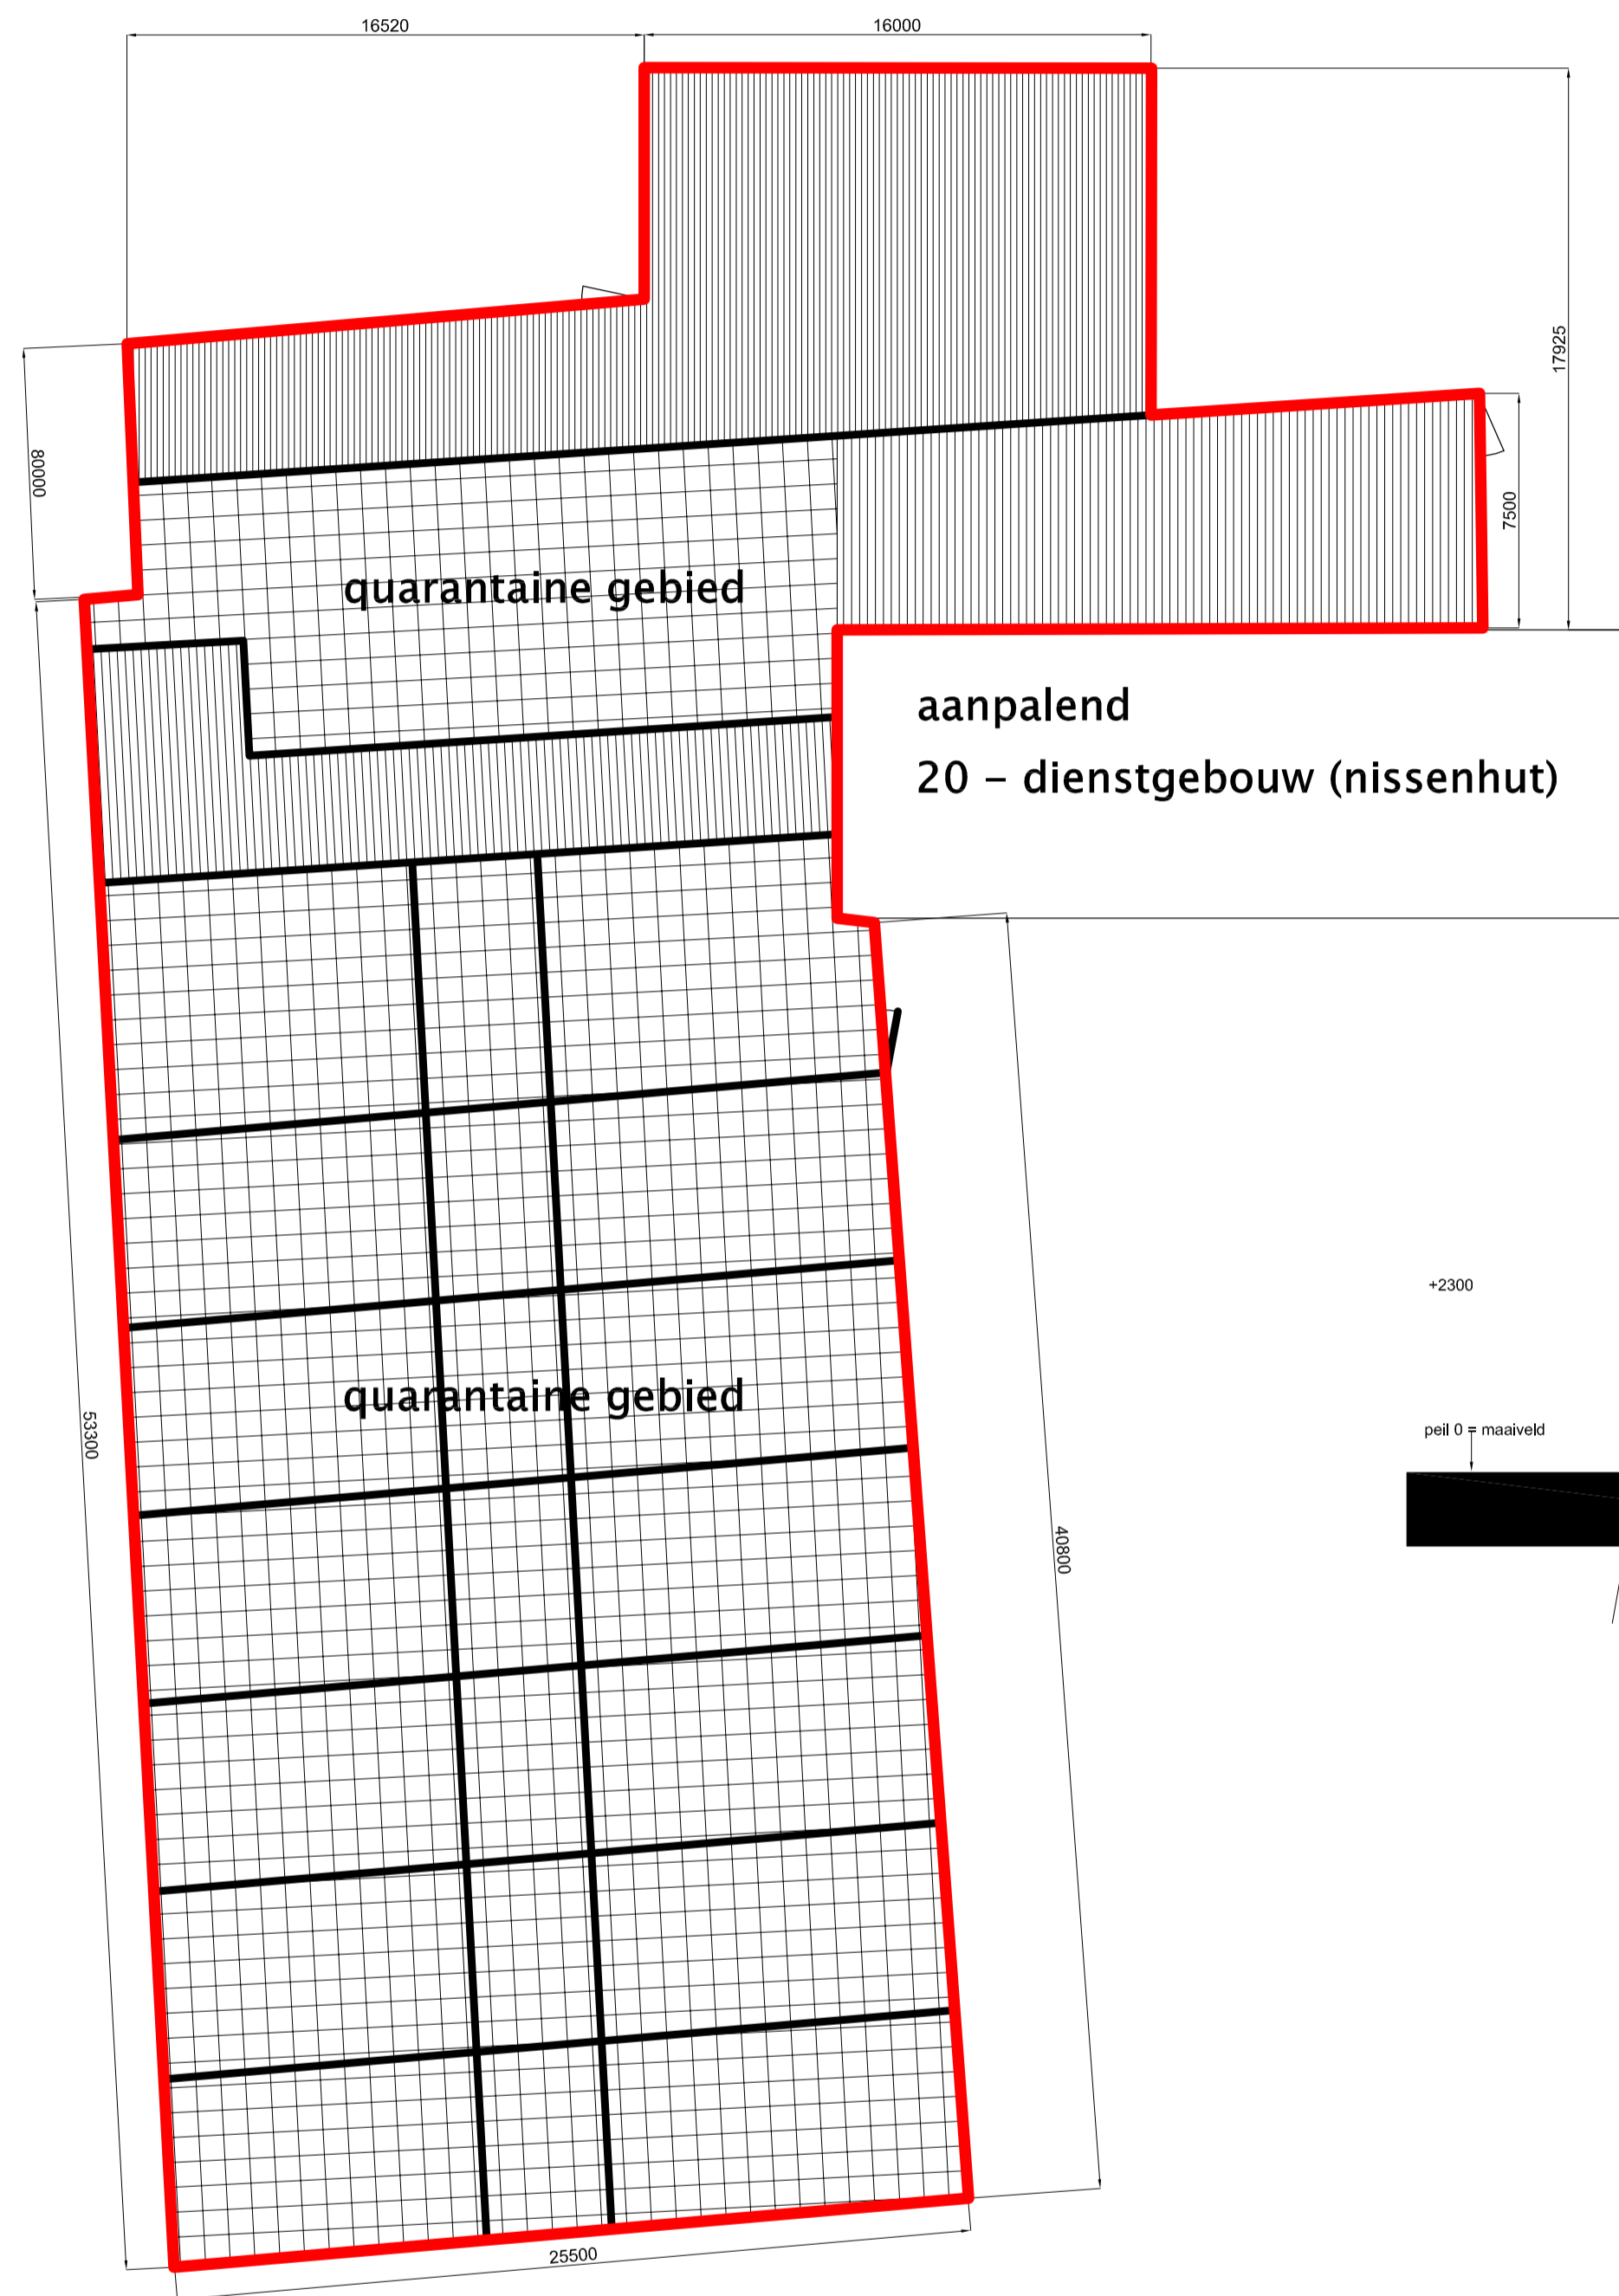 16520
16000
17925
80000
7500
quarantaine gebied
aanpalend
20 – dienstgebouw (nissenhut)
+2300
quarantaine gebied
53300
peil 0 = maaiveld
40800
25500